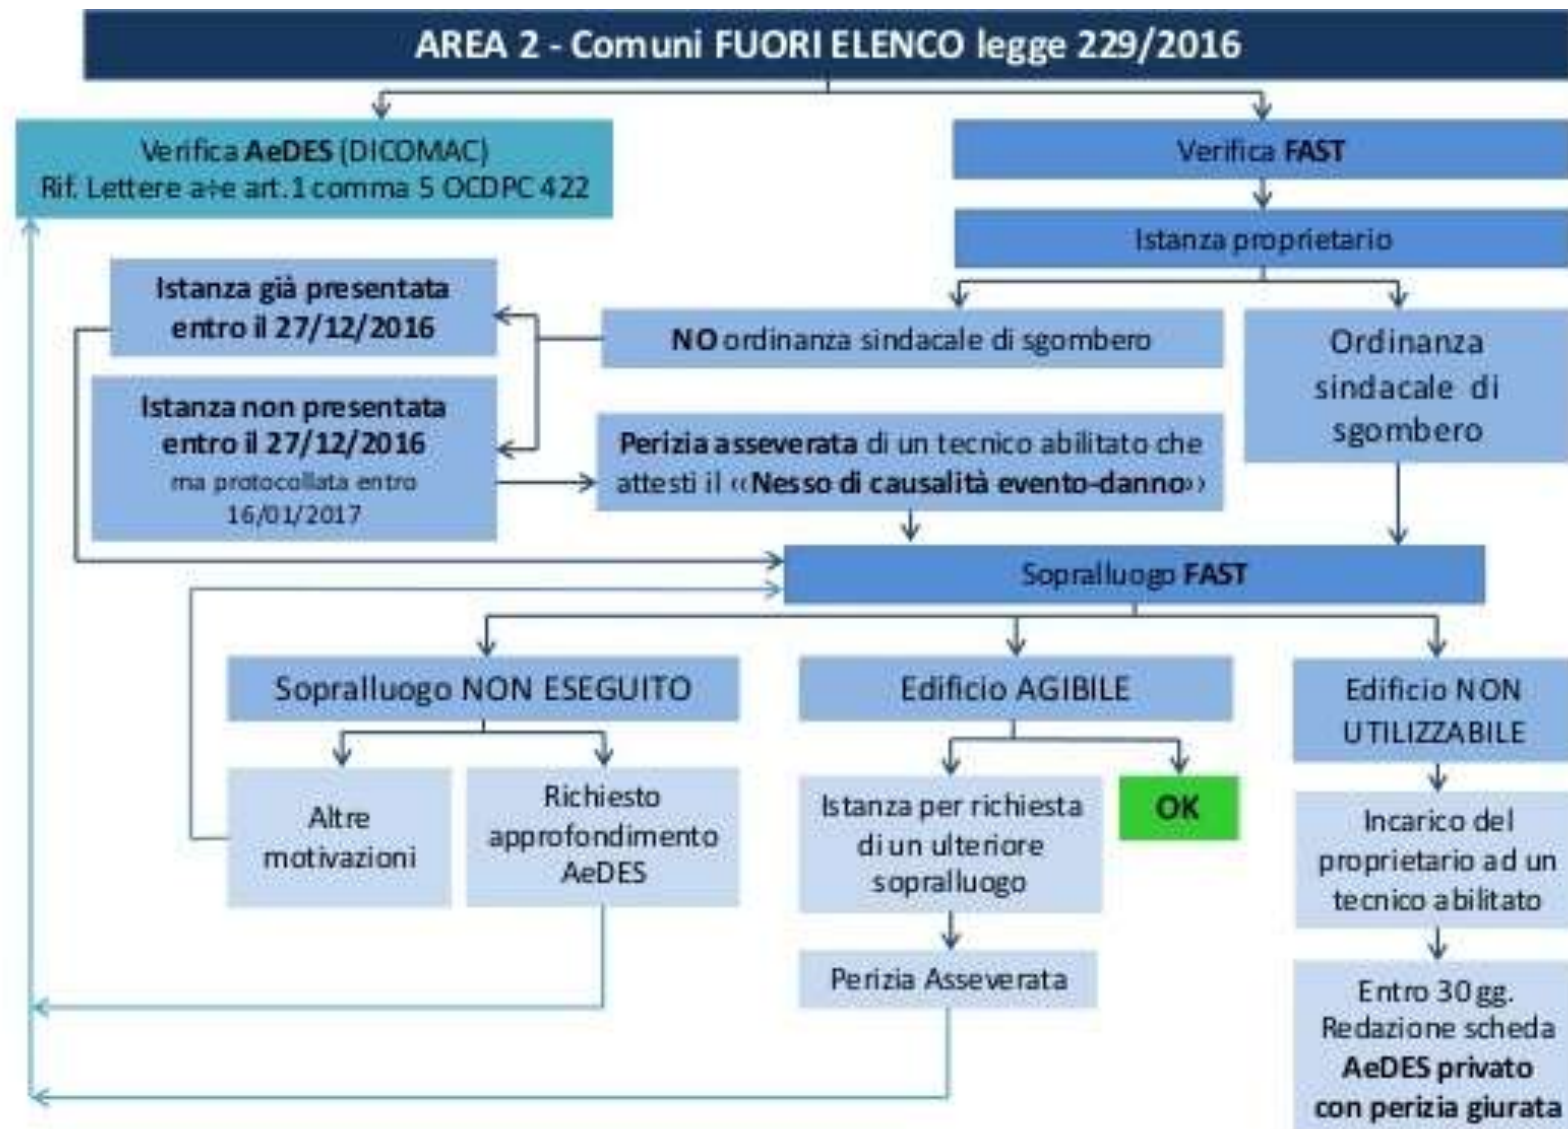 AREA 2 - Comuni FUORI ELENCO legge 229/2016
Verifica AeDES (DICOMAC)
Rif. Lettere a÷e art.1 comma 5 OCDPC 422
Verifica FAST
Istanza proprietario
Istanza già presentata
entro il 27/12/2016
NO ordinanza sindacale di sgombero
Ordinanza
sindacale di
sgombero
Istanza non presentata
entro il 27/12/2016
ma protocollata entro
16/01/2017
Perizia asseverata di un tecnico abilitato che
attesti il «Nesso di causalità evento-danno»
Sopralluogo FAST
Sopralluogo NON ESEGUITO
Edificio AGIBILE
Edificio NON
UTILIZZABILE
Altre
motivazioni
Richiesto
approfondimento
AeDES
Istanza per richiesta
di un ulteriore
sopralluogo
OK
Incarico del
proprietario ad un
tecnico abilitato
Perizia Asseverata
Entro 30 gg.
Redazione scheda
AeDES privato
con perizia giurata